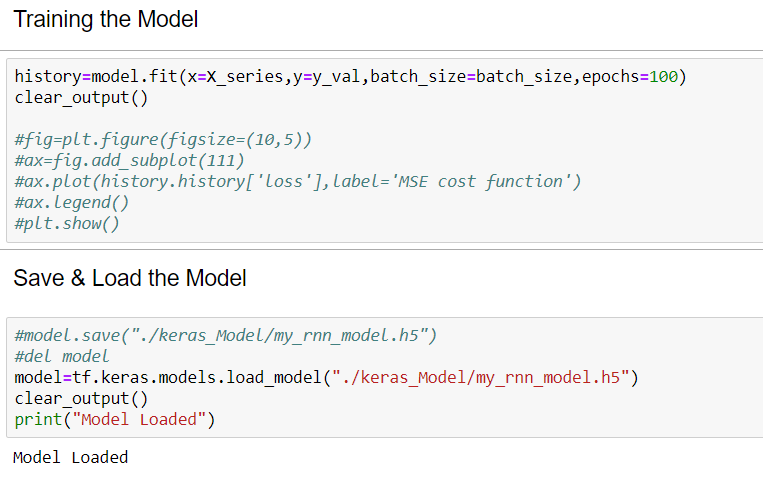 Training the Model
history=model.fit(x=X_series,y=y_val,batch_size=batch_size,epochs=100)
clear_output()
#fig=plt.figure(figsize=(10,5))
#ax=fig.add_subplot(111)
#ax.plot(history.history['loss'],label='MSE cost function')
#ax.legend()
#plt.show()
Save & Load the Model
#model.save("./keras_Model/my_rnn_model.h5")
#del model
model=tf.keras.models.load_model("./keras_Model/my_rnn_model.h5")
clear_output()
print("Model Loaded")
Model Loaded